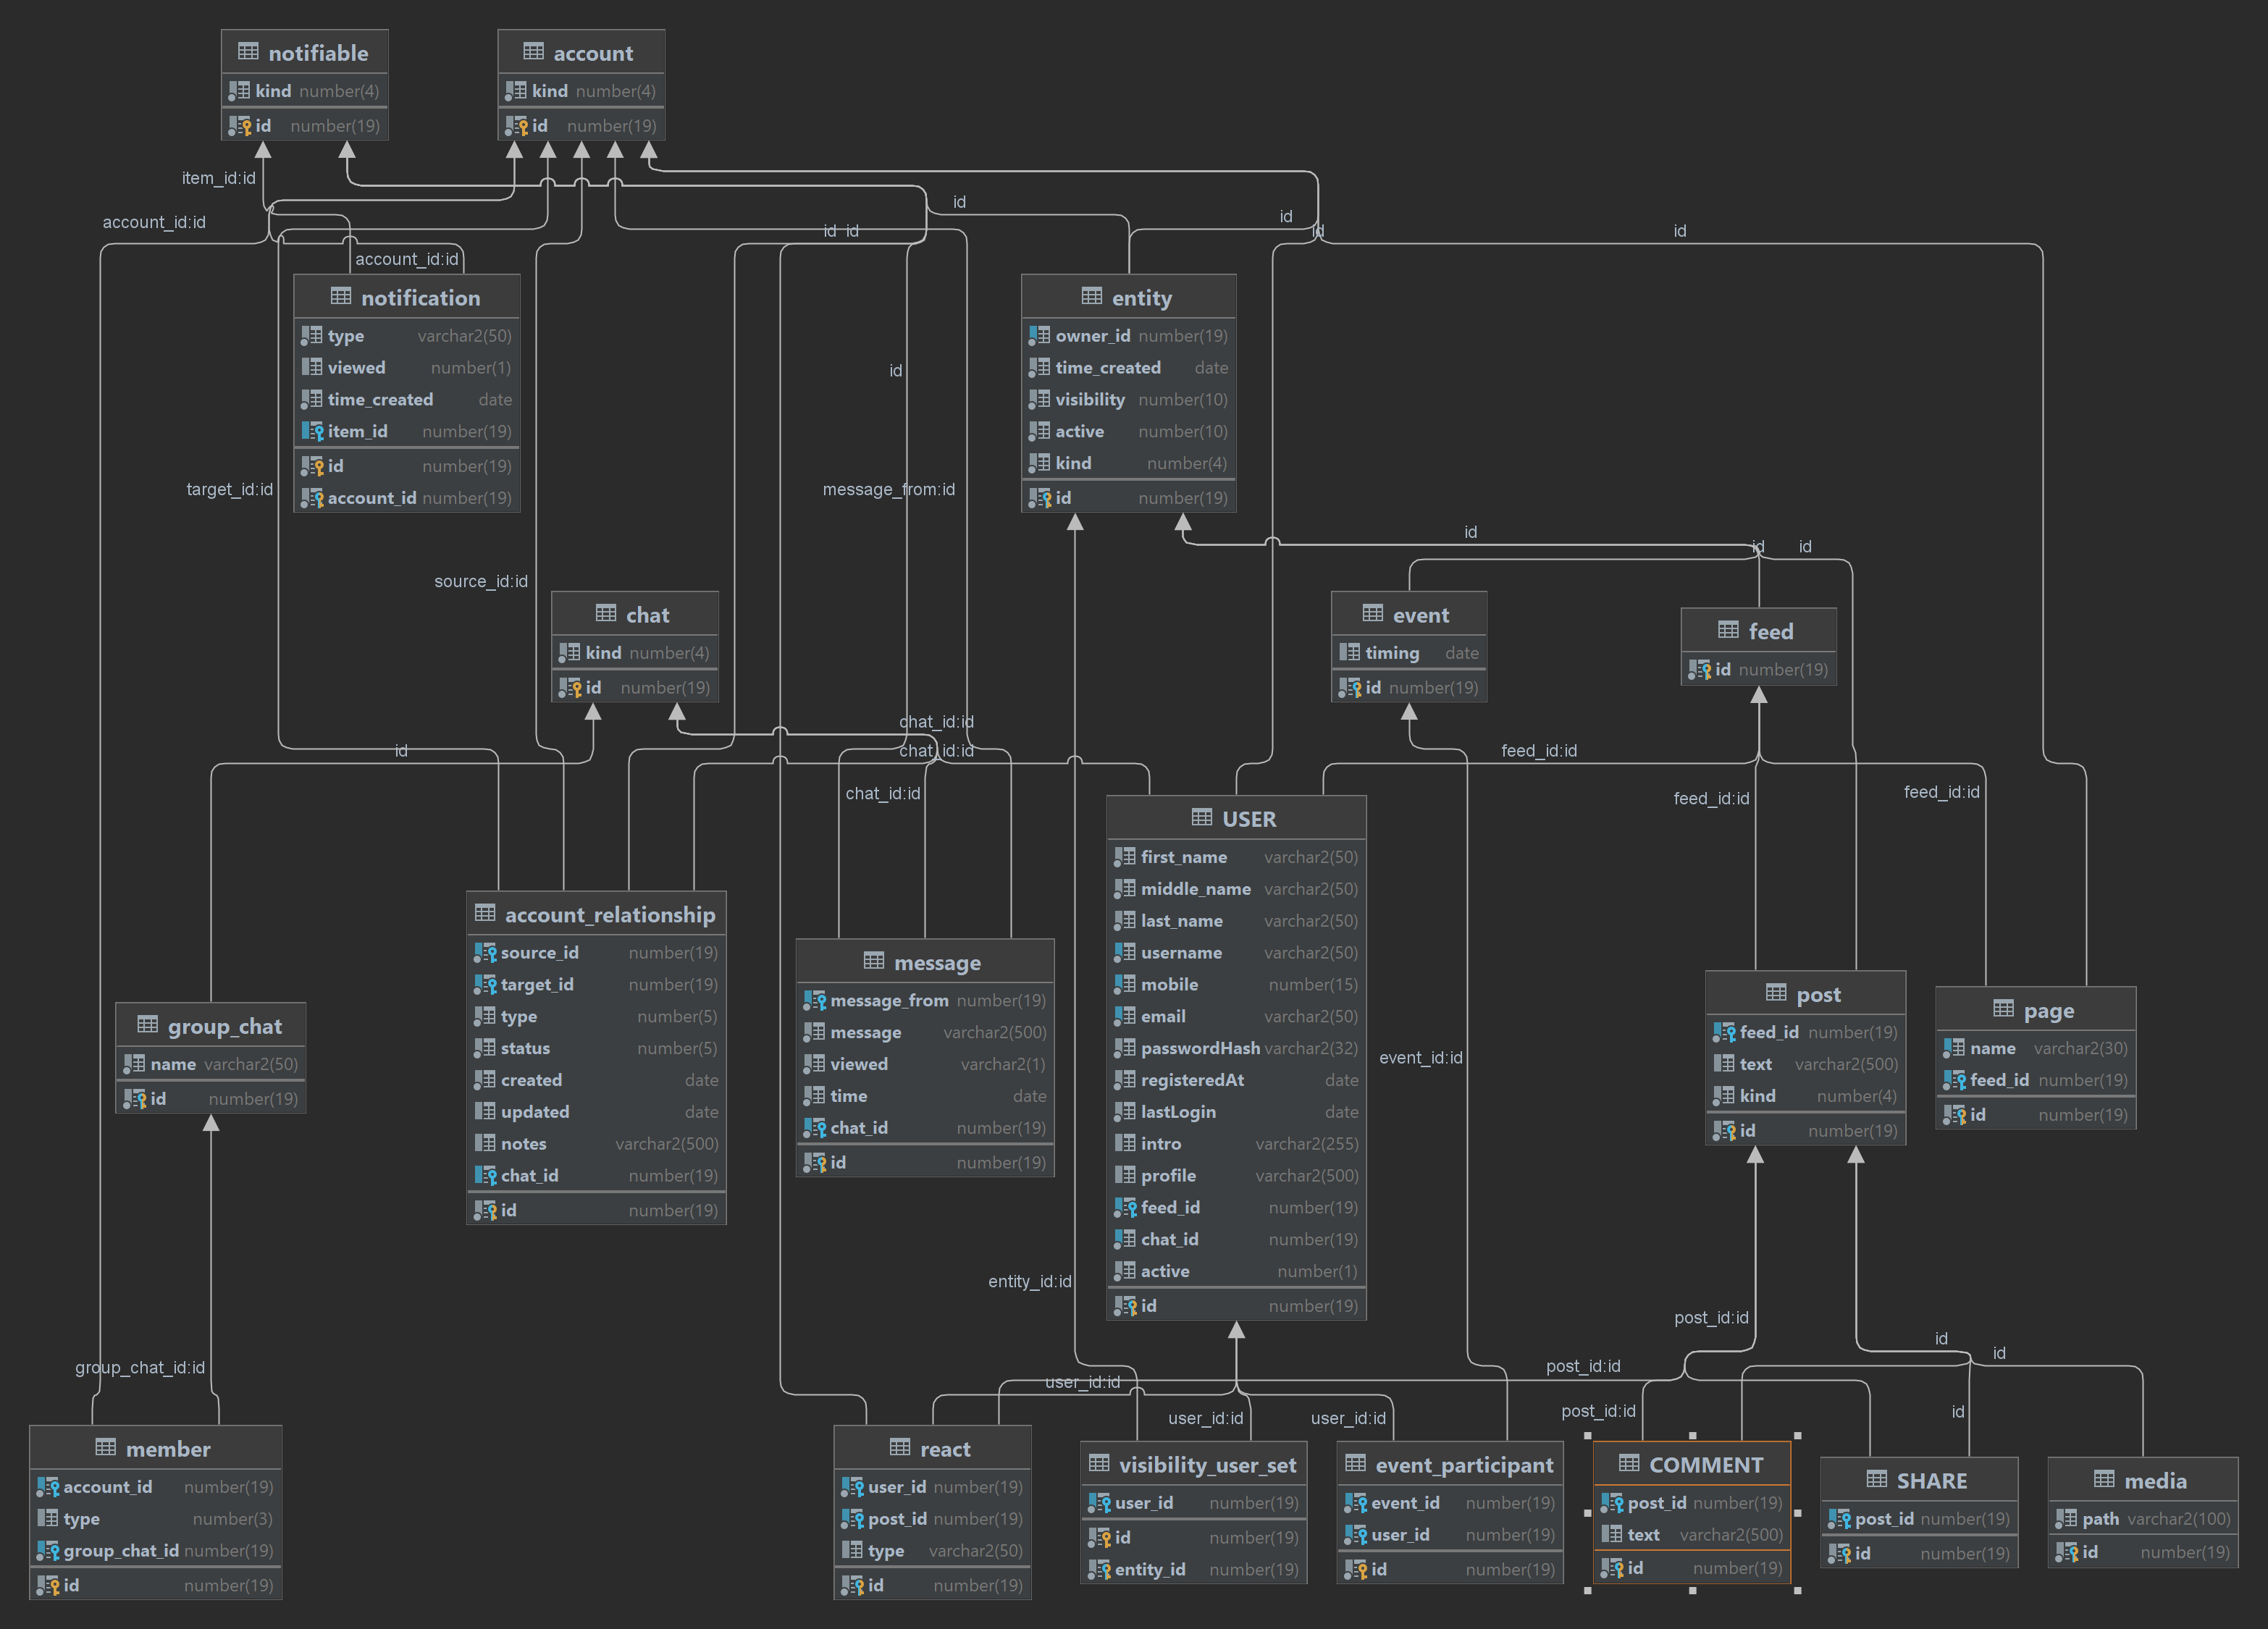 notifiable
kind number(4)
id number(19)
account
kind number(4)
id number(19)
item_id:id
account_id:id
account_id:id
id
id
id
id
id
id
notification
type varchar2(50)
viewed number(1)
time_created date
item_id number(19)
id number(19)
account_id number(19)
entity
owner_id number(19)
time_created date
visibility number(10)
active number(10)
kind number(4)
id number(19)
id
target_id:id
message_from:id
source_id:id
id
id
id
chat
kind number(4)
id number(19)
event
timing date
id number(19)
feed
id number(19)
id
chat_id:id
chat_id:id
chat_id:id
feed_id:id
feed_id:id
feed_id:id
USER
first_name varchar2(50)
middle_name varchar2(50)
last_name varchar2(50)
username varchar2(50)
mobile number(15)
email varchar2(50)
passwordHash varchar2(32)
registeredAt date
lastLogin date
intro varchar2(255)
profile varchar2(500)
feed_id number(19)
chat_id number(19)
active number(1)
id number(19)
account_relationship
source_id number(19)
target_id number(19)
type number(5)
status number(5)
created date
updated date
notes varchar2(500)
chat_id number(19)
id number(19)
message
message_from number(19)
message varchar2(500)
viewed varchar2(1)
time date
chat_id number(19)
id number(19)
group_chat
name varchar2(50)
id number(19)
post
feed_id number(19)
text varchar2(500)
kind number(4)
id number(19)
page
name varchar2(30)
feed_id number(19)
id number(19)
event_id:id
entity_id:id
post_id:id
id
id
group_chat_id:id
post_id:id
user_id:id
user_id:id
user_id:id
post_id:id
id
member
account_id number(19)
type number(3)
group_chat_id number(19)
id number(19)
react
user_id number(19)
post_id number(19)
type varchar2(50)
id number(19)
visibility_user_set
user_id number(19)
id number(19)
entity_id number(19)
event_participant
event_id number(19)
user_id number(19)
id number(19)
COMMENT
post_id number(19)
text varchar2(500)
id number(19)
SHARE
post_id number(19)
id number(19)
media
path varchar2(100)
id number(19)